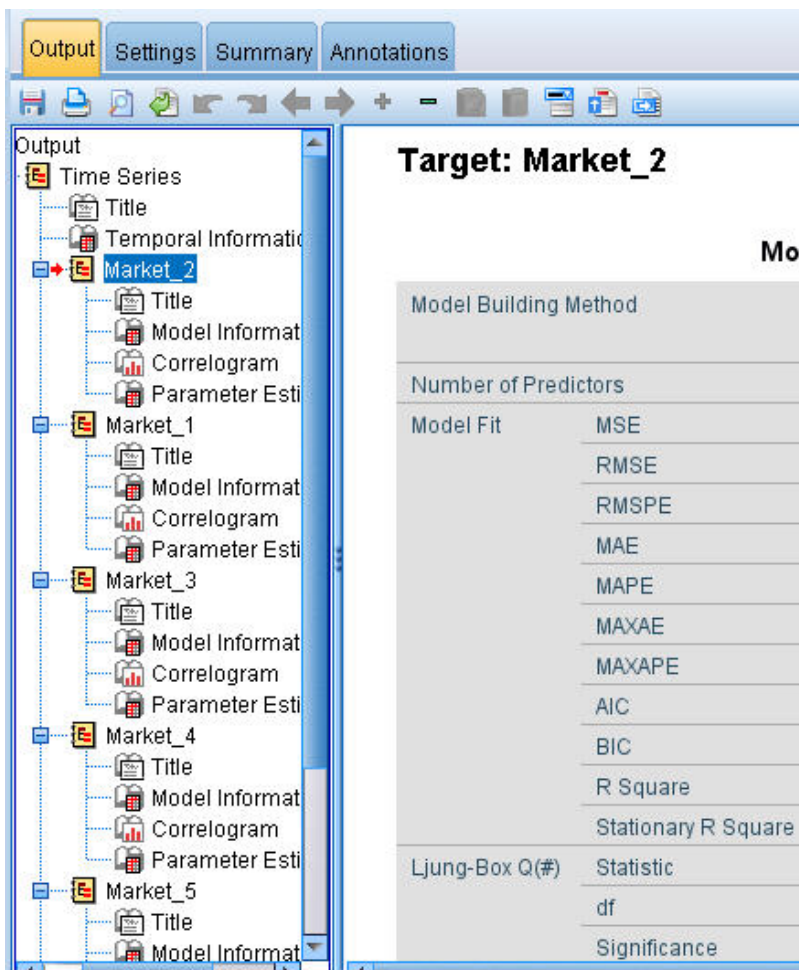 Output Settings Summary Annotations
Output
Time Series
Title
Temporal Informatic
Market_2
Title
Model Informat
Correlogram
Parameter Esti
Market_1
Title
Model Informat
Correlogram
Parameter Esti
Market_3
Title
Model Informat
Correlogram
Parameter Esti
Market_4
Title
Model Informat
Correlogram
Parameter Esti
Market_5
Title
Model Informat
Target: Market_2
Mo
Model Building Method
Number of Predictors
Model Fit MSE
RMSE
RMSPE
MAE
MAPE
MAXAE
MAXAPE
AIC
BIC
R Square
Stationary R Square
Ljung-Box Q(#) Statistic
df
Significance